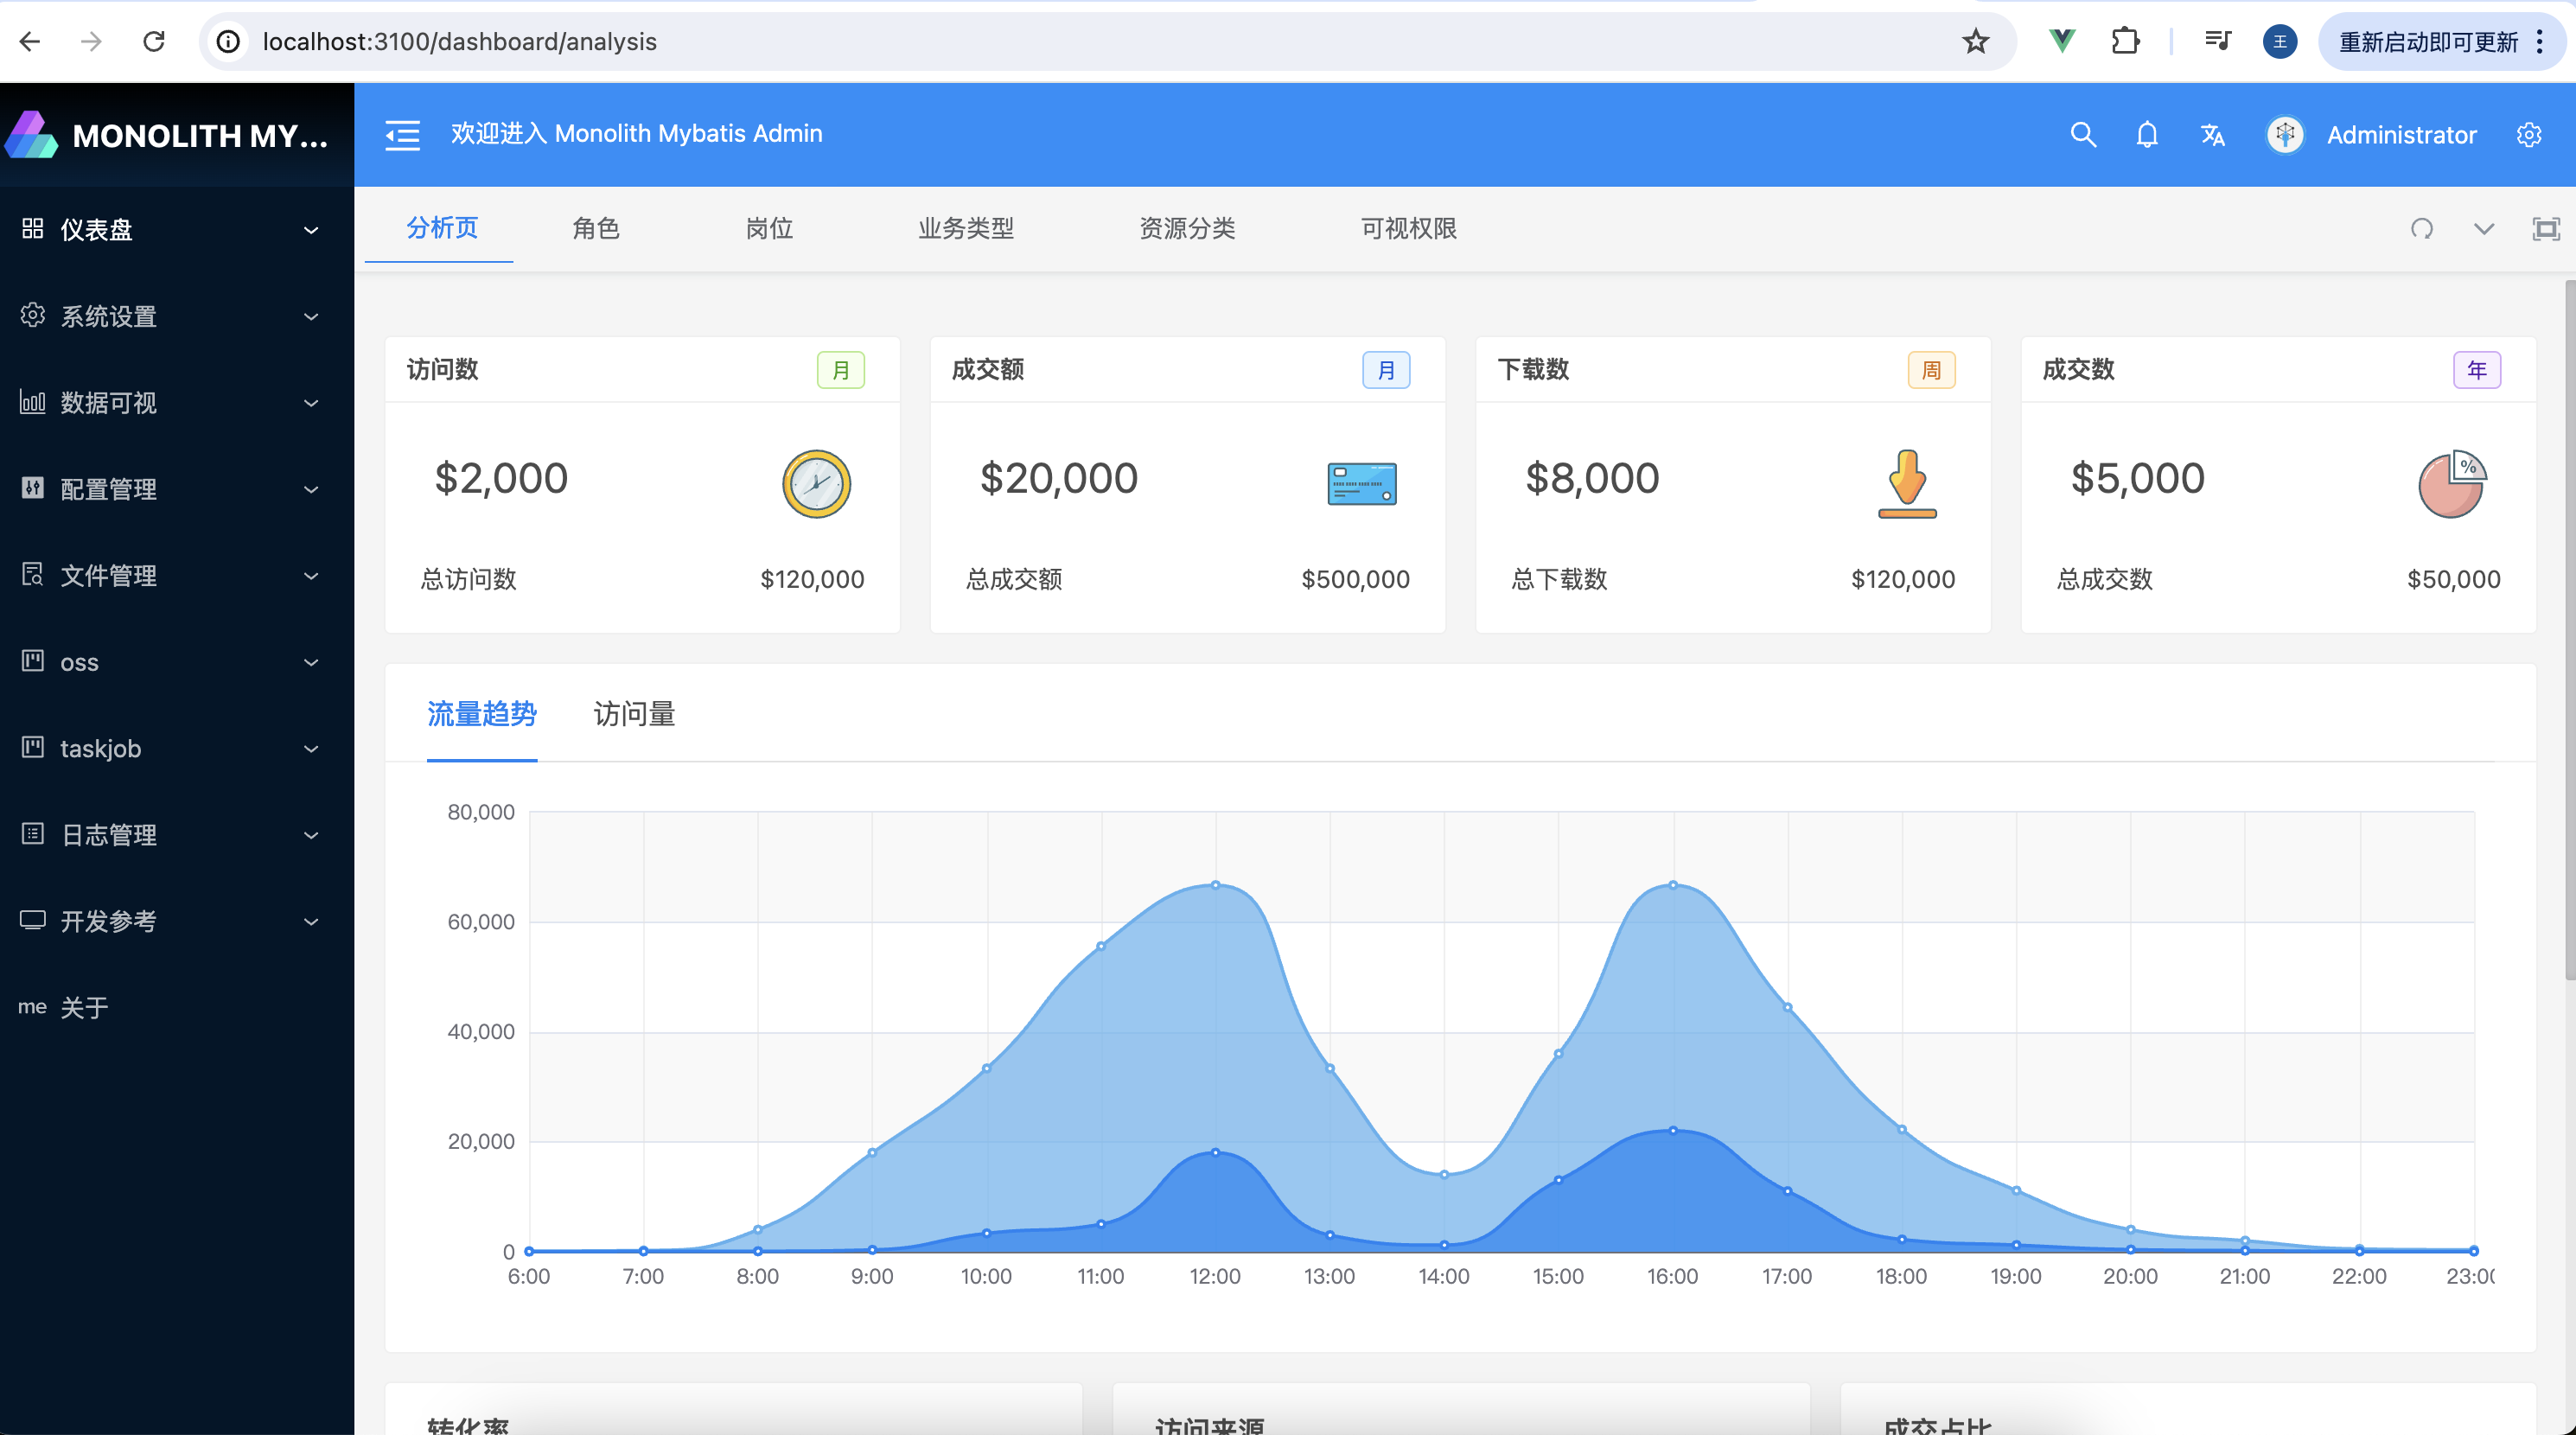 localhost:3100/dashboard/analysis
王
重新启动即可更新
MONOLITH MY...
欢迎进入 Monolith Mybatis Admin
Administrator
仪表盘
系统设置
数据可视
配置管理
文件管理
oss
taskjob
日志管理
开发参考
me 关于
分析页 角色 岗位 业务类型 资源分类 可视权限
访问数 月
$2,000
总访问数 $120,000
成交额 月
$20,000
总成交额 $500,000
下载数 周
$8,000
总下载数 $120,000
成交数 年
$5,000
%
总成交数 $50,000
流量趋势 访问量
80,000
60,000
40,000
20,000
0
6:00 7:00 8:00 9:00 10:00 11:00 12:00 13:00 14:00 15:00 16:00 17:00 18:00 19:00 20:00 21:00 22:00 23:00
转化率 访问来源 成交占比